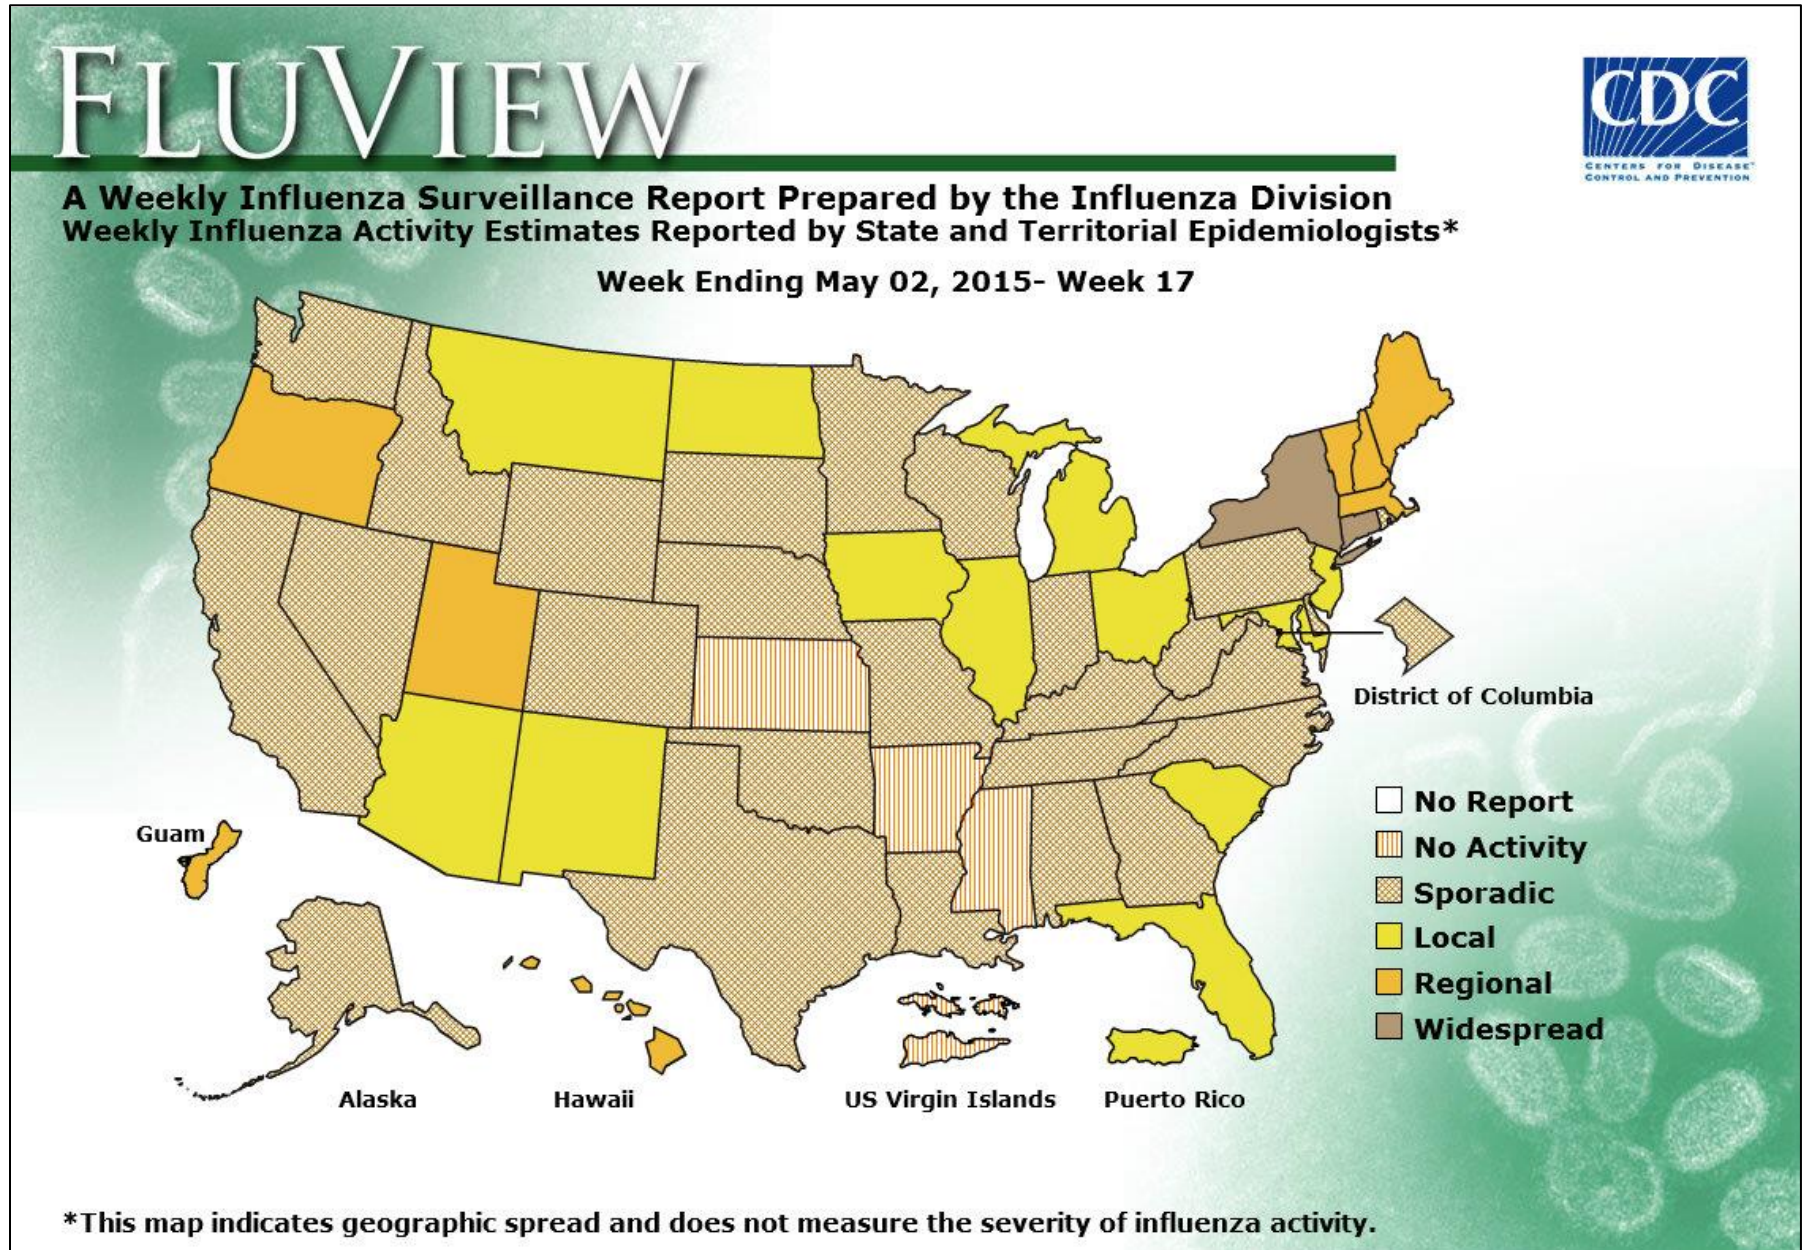 FLUVIEW
CDC
CENTERS FOR DISEASE
CONTROL AND PREVENTION
A Weekly Influenza Surveillance Report Prepared by the Influenza Division
Weekly Influenza Activity Estimates Reported by State and Territorial Epidemiologists*
Week Ending May 02, 2015- Week 17
District of Columbia
Guam
No Report
No Activity
Sporadic
Local
Regional
Widespread
Alaska
Hawaii
US Virgin Islands
Puerto Rico
*This map indicates geographic spread and does not measure the severity of influenza activity.